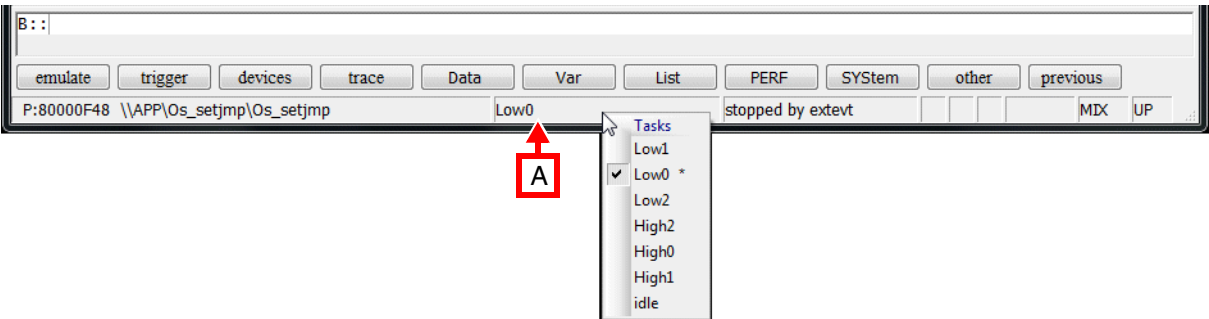 B::
emulate trigger devices trace Data Var List PERF SYStem other previous
P:80000F48 \\APP\Os_setjmp\Os_setjmp Low0 stopped by extevt MIX UP
A
Tasks
Low1
Low0 *
Low2
High2
High0
High1
idle